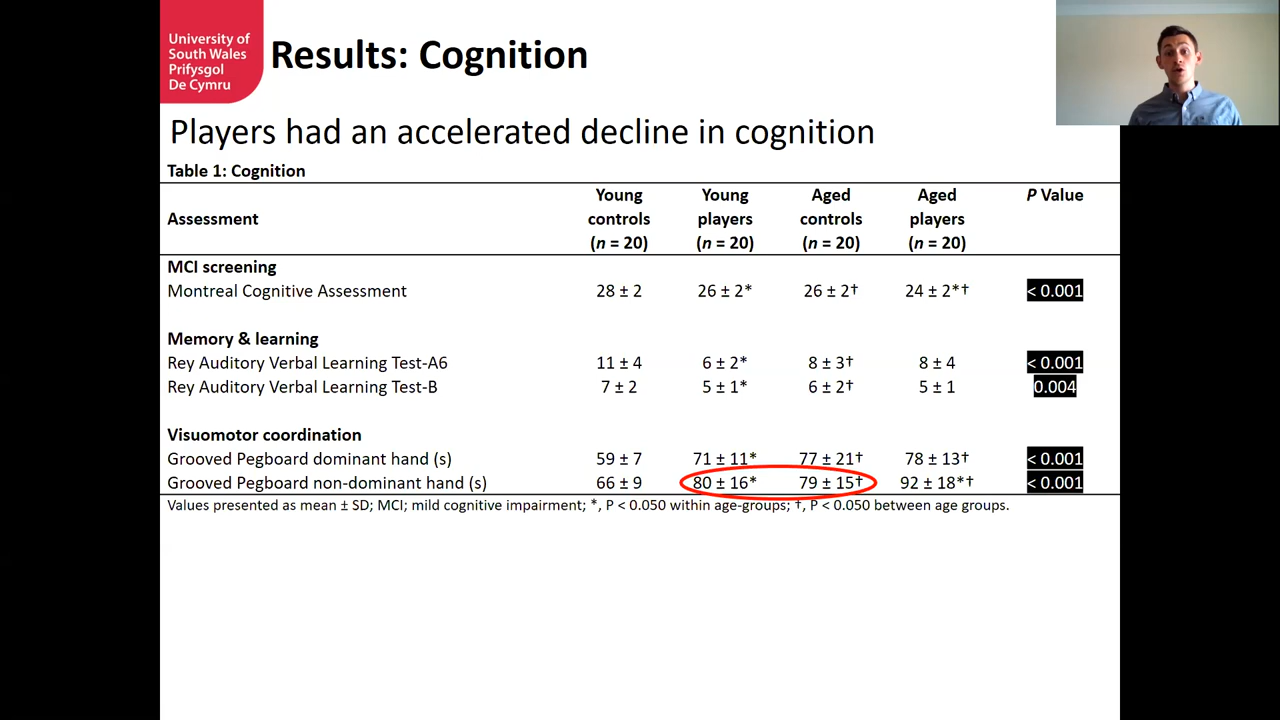 University of
South Wales
Prifysgol
De Cymru
Results: Cognition
Players had an accelerated decline in cognition
Table 1: Cognition
Assessment Young controls (n = 20) Young players (n = 20) Aged controls (n = 20) Aged players (n = 20) P Value
MCI screening
Montreal Cognitive Assessment 28 ± 2 26 ± 2* 26 ± 2† 24 ± 2*† < 0.001
Memory & learning
Rey Auditory Verbal Learning Test-A6 11 ± 4 6 ± 2* 8 ± 3† 8 ± 4 < 0.001
Rey Auditory Verbal Learning Test-B 7 ± 2 5 ± 1* 6 ± 2† 5 ± 1 0.004
Visuomotor coordination
Grooved Pegboard dominant hand (s) 59 ± 7 71 ± 11* 77 ± 21† 78 ± 13† < 0.001
Grooved Pegboard non-dominant hand (s) 66 ± 9 80 ± 16* 79 ± 15† 92 ± 18*† < 0.001
Values presented as mean ± SD; MCI; mild cognitive impairment; *, P < 0.050 within age-groups; †, P < 0.050 between age groups.